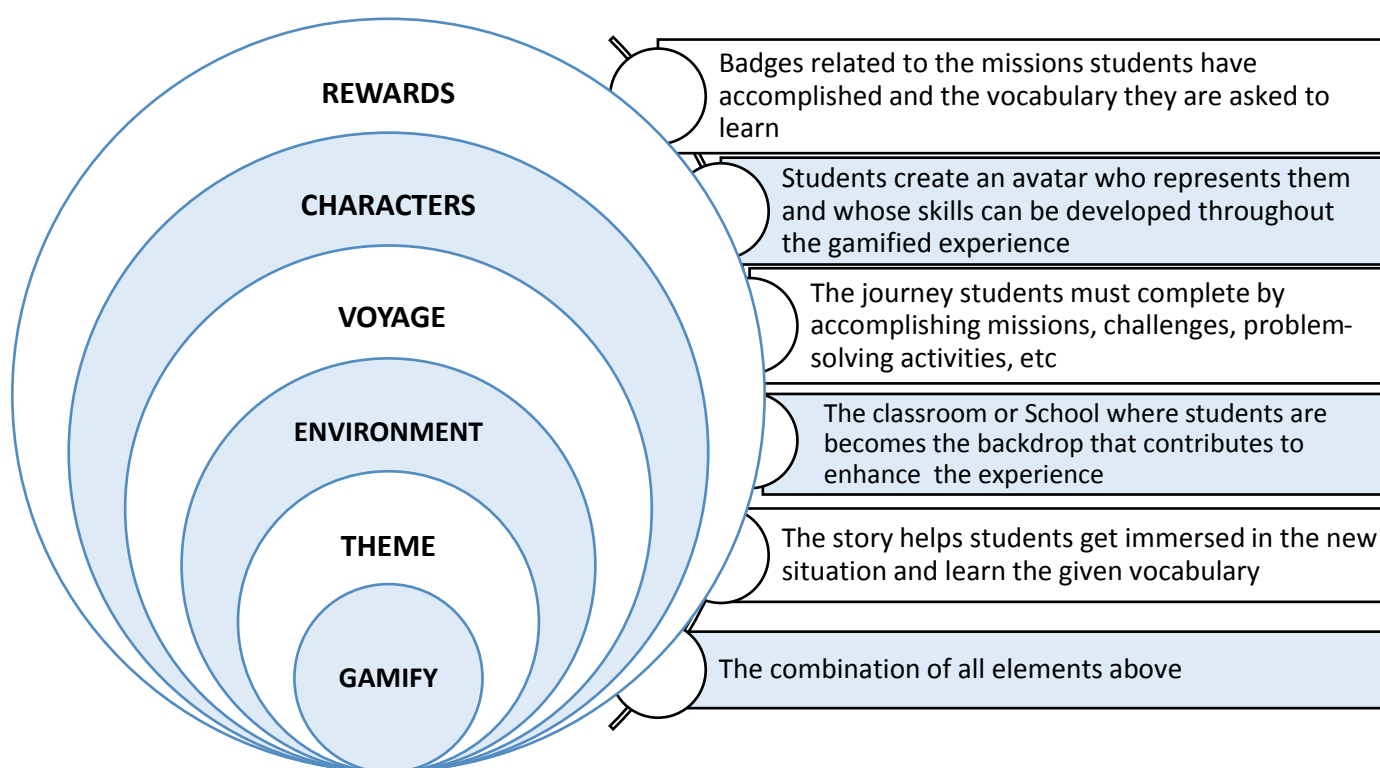 REWARDS
Badges related to the missions students have
accomplished and the vocabulary they are asked to
learn
CHARACTERS
Students create an avatar who represents them
and whose skills can be developed throughout
the gamified experience
VOYAGE
The journey students must complete by
accomplishing missions, challenges, problem-
solving activities, etc
ENVIRONMENT
The classroom or School where students are
becomes the backdrop that contributes to
enhance  the experience
THEME
The story helps students get immersed in the new
situation and learn the given vocabulary
GAMIFY
The combination of all elements above